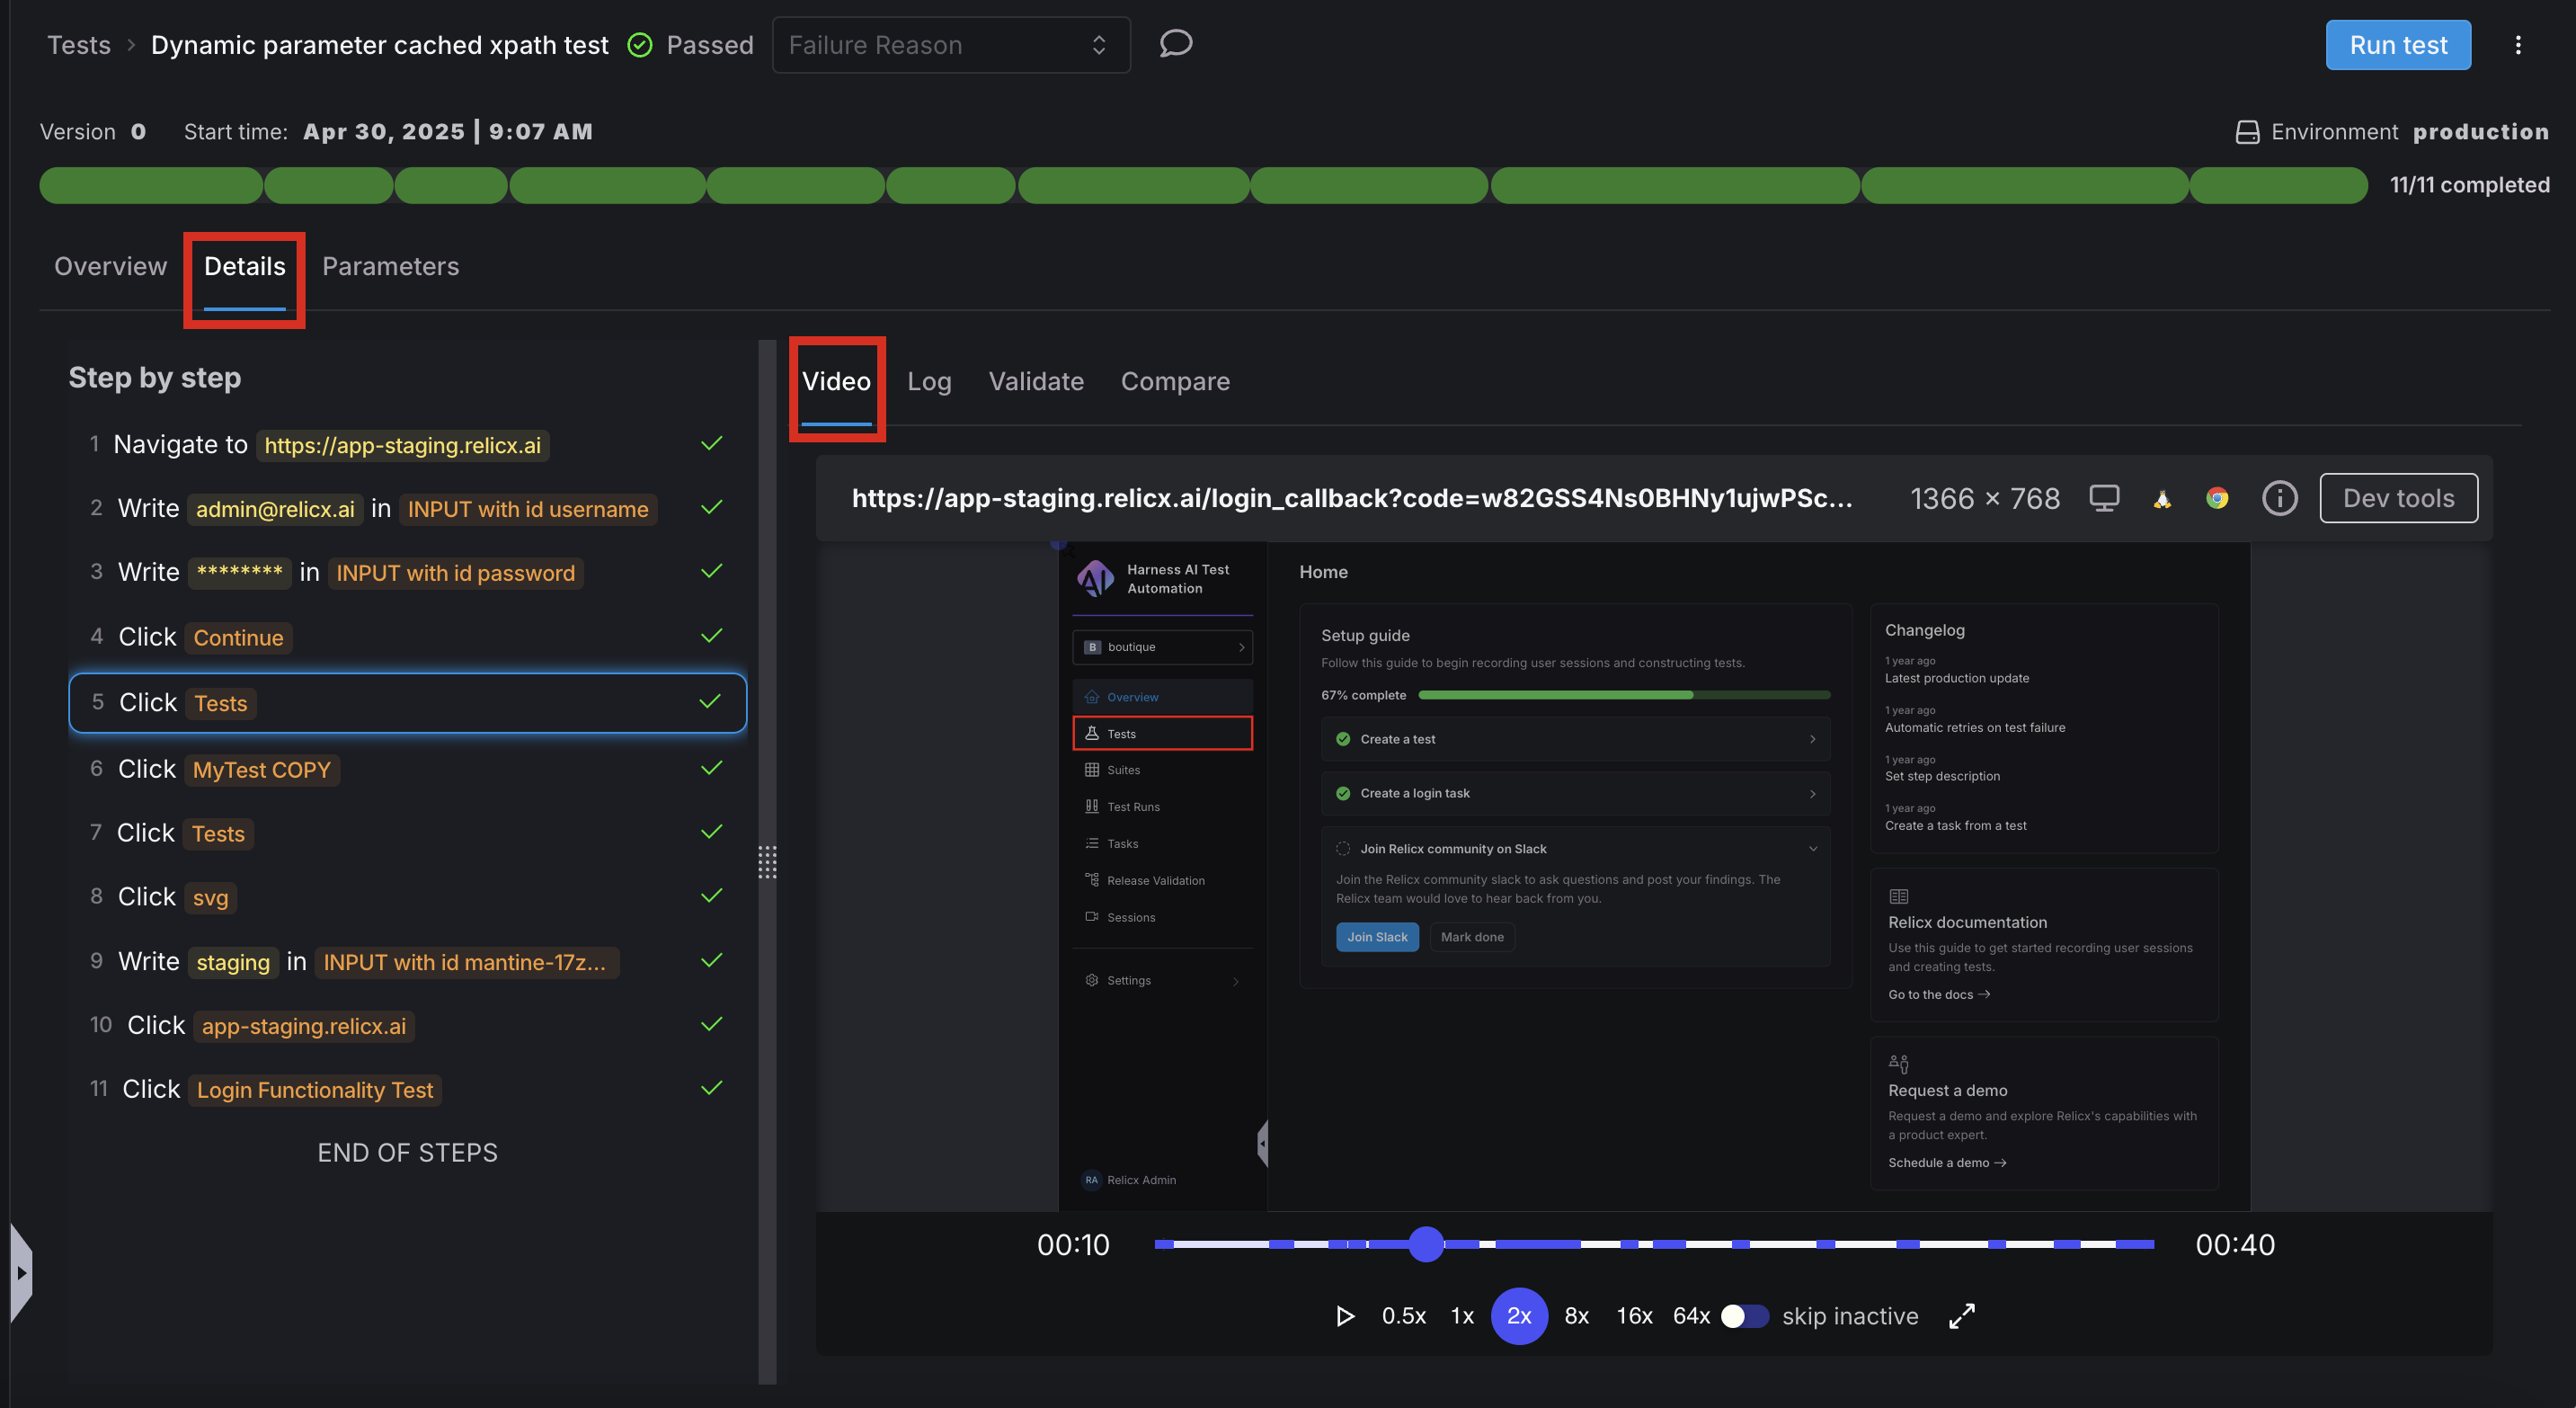 Tests > Dynamic parameter cached xpath test Passed Failure Reason Run test
Version 0 Start time: Apr 30, 2025 | 9:07 AM Environment production
11/11 completed
Overview Details Parameters
Step by step
1 Navigate to https://app-staging.relicx.ai
2 Write admin@relicx.ai in INPUT with id username
3 Write ******** in INPUT with id password
4 Click Continue
5 Click Tests
6 Click MyTest COPY
7 Click Tests
8 Click svg
9 Write staging in INPUT with id mantine-17z...
10 Click app-staging.relicx.ai
11 Click Login Functionality Test
END OF STEPS
Video Log Validate Compare
https://app-staging.relicx.ai/login_callback?code=w82GSS4Ns0BHNy1ujwPSc... 1366 × 768 Dev tools
AI
Harness AI Test
Automation
B boutique
Overview
Tests
Suites
Test Runs
Tasks
Release Validation
Sessions
Settings
RA Relicx Admin
Home
Setup guide
Follow this guide to begin recording user sessions and constructing tests.
67% complete
Create a test
Create a login task
Join Relicx community on Slack
Join the Relicx community slack to ask questions and post your findings. The
Relicx team would love to hear back from you.
Join Slack Mark done
Changelog
1 year ago
Latest production update
1 year ago
Automatic retries on test failure
1 year ago
Set step description
1 year ago
Create a task from a test
Relicx documentation
Use this guide to get started recording user sessions
and creating tests.
Go to the docs →
Request a demo
Request a demo and explore Relicx's capabilities with
a product expert.
Schedule a demo →
00:10 00:40
0.5x 1x 2x 8x 16x 64x skip inactive